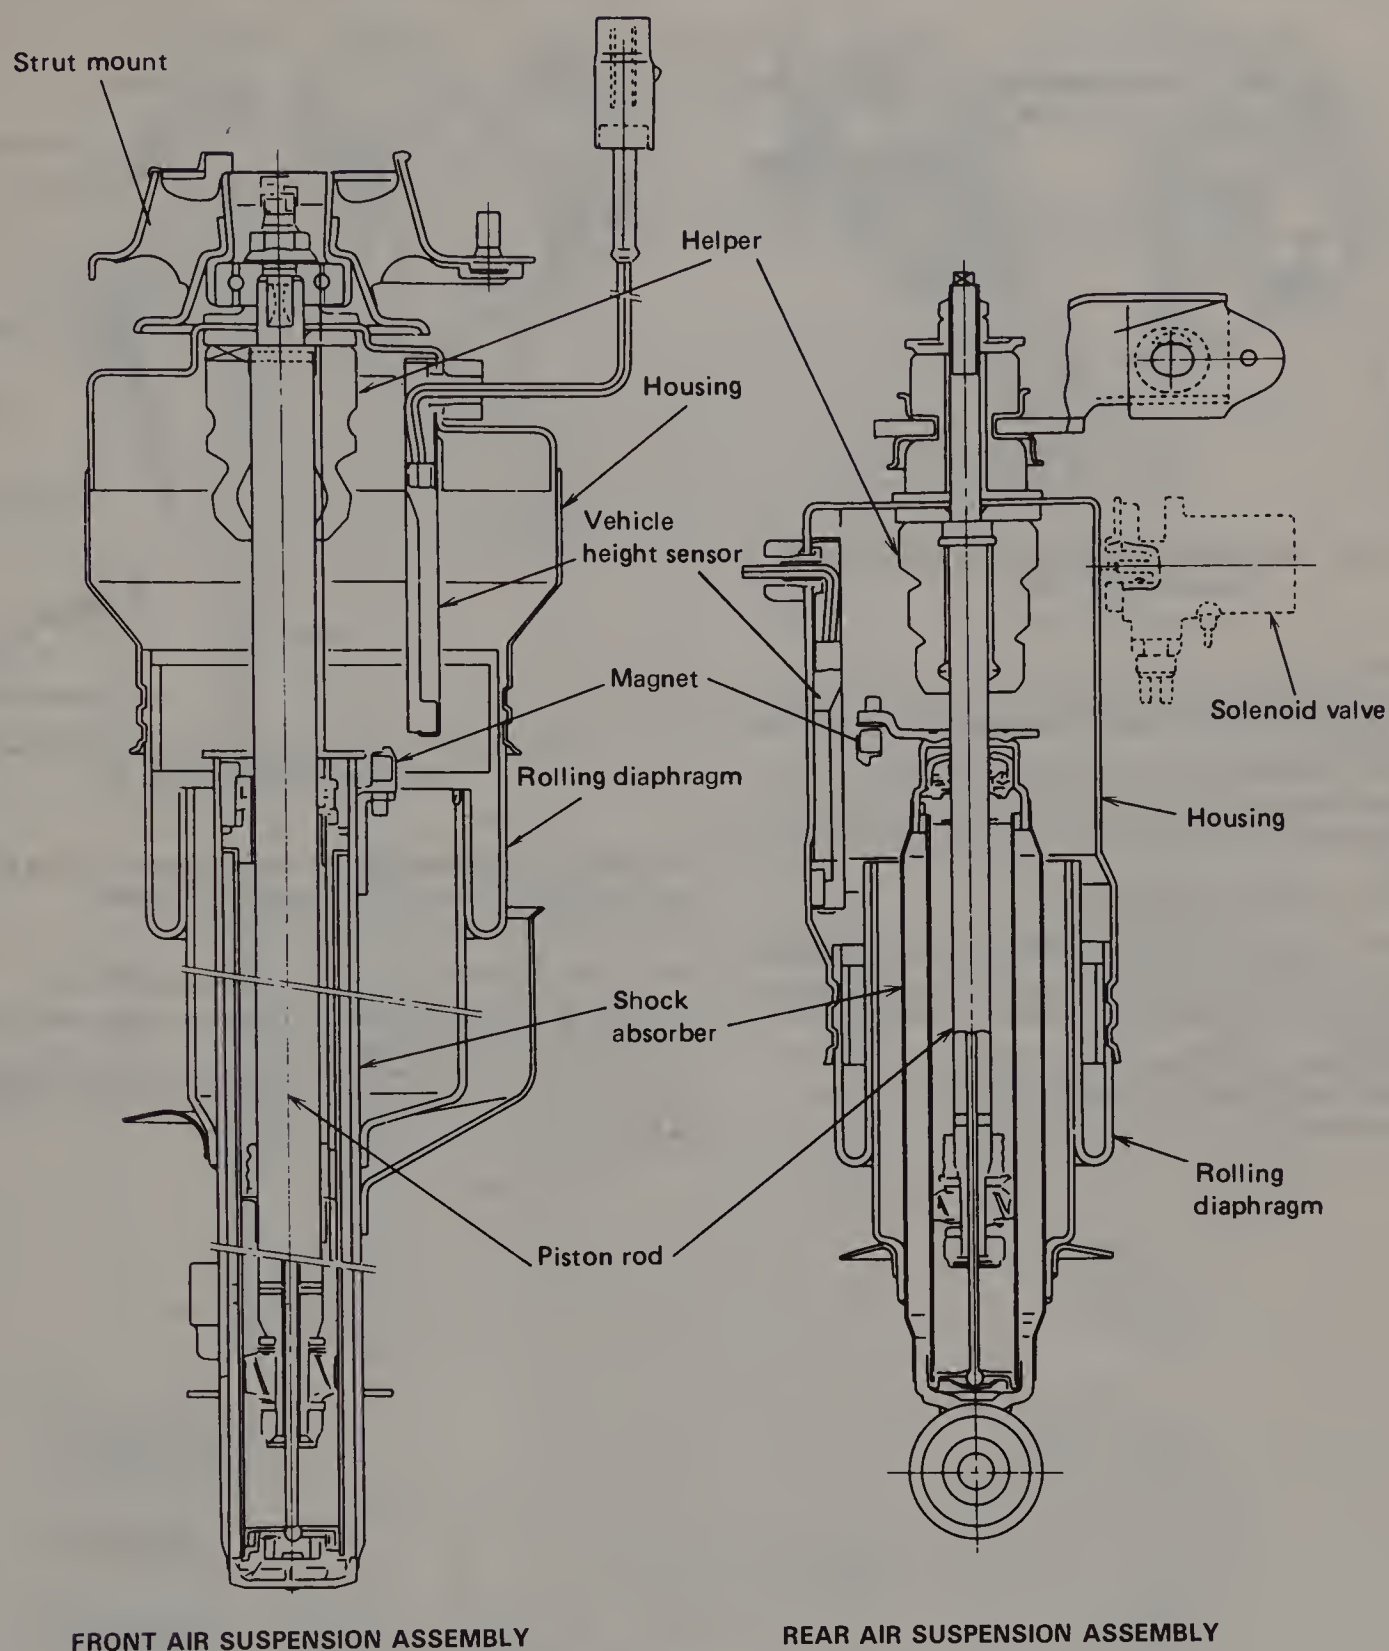 Strut mount
Helper
Housing
Vehicle
height sensor
Magnet
Solenoid valve
Rolling diaphragm
Housing
Shock
absorber
Rolling
diaphragm
Piston rod
FRONT AIR SUSPENSION ASSEMBLY
REAR AIR SUSPENSION ASSEMBLY